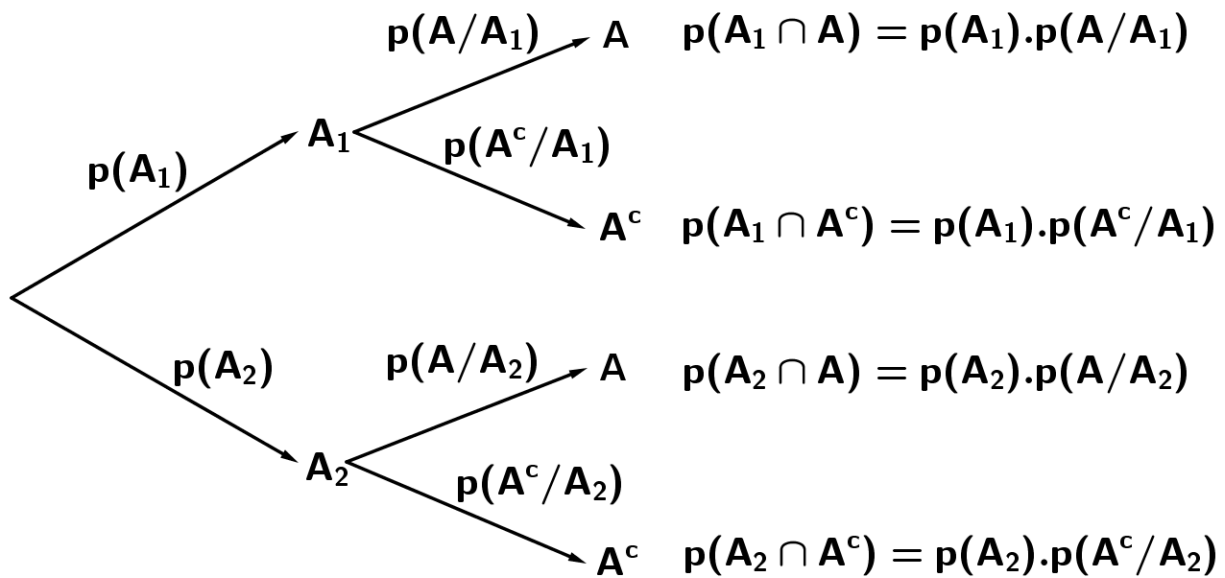 p(A/A₁) A p(A₁ ∩ A) = p(A₁).p(A/A₁)
p(A₁) A₁ p(Aᶜ/A₁)
Aᶜ p(A₁ ∩ Aᶜ) = p(A₁).p(Aᶜ/A₁)
p(A₂) p(A/A₂) A p(A₂ ∩ A) = p(A₂).p(A/A₂)
A₂ p(Aᶜ/A₂)
Aᶜ p(A₂ ∩ Aᶜ) = p(A₂).p(Aᶜ/A₂)